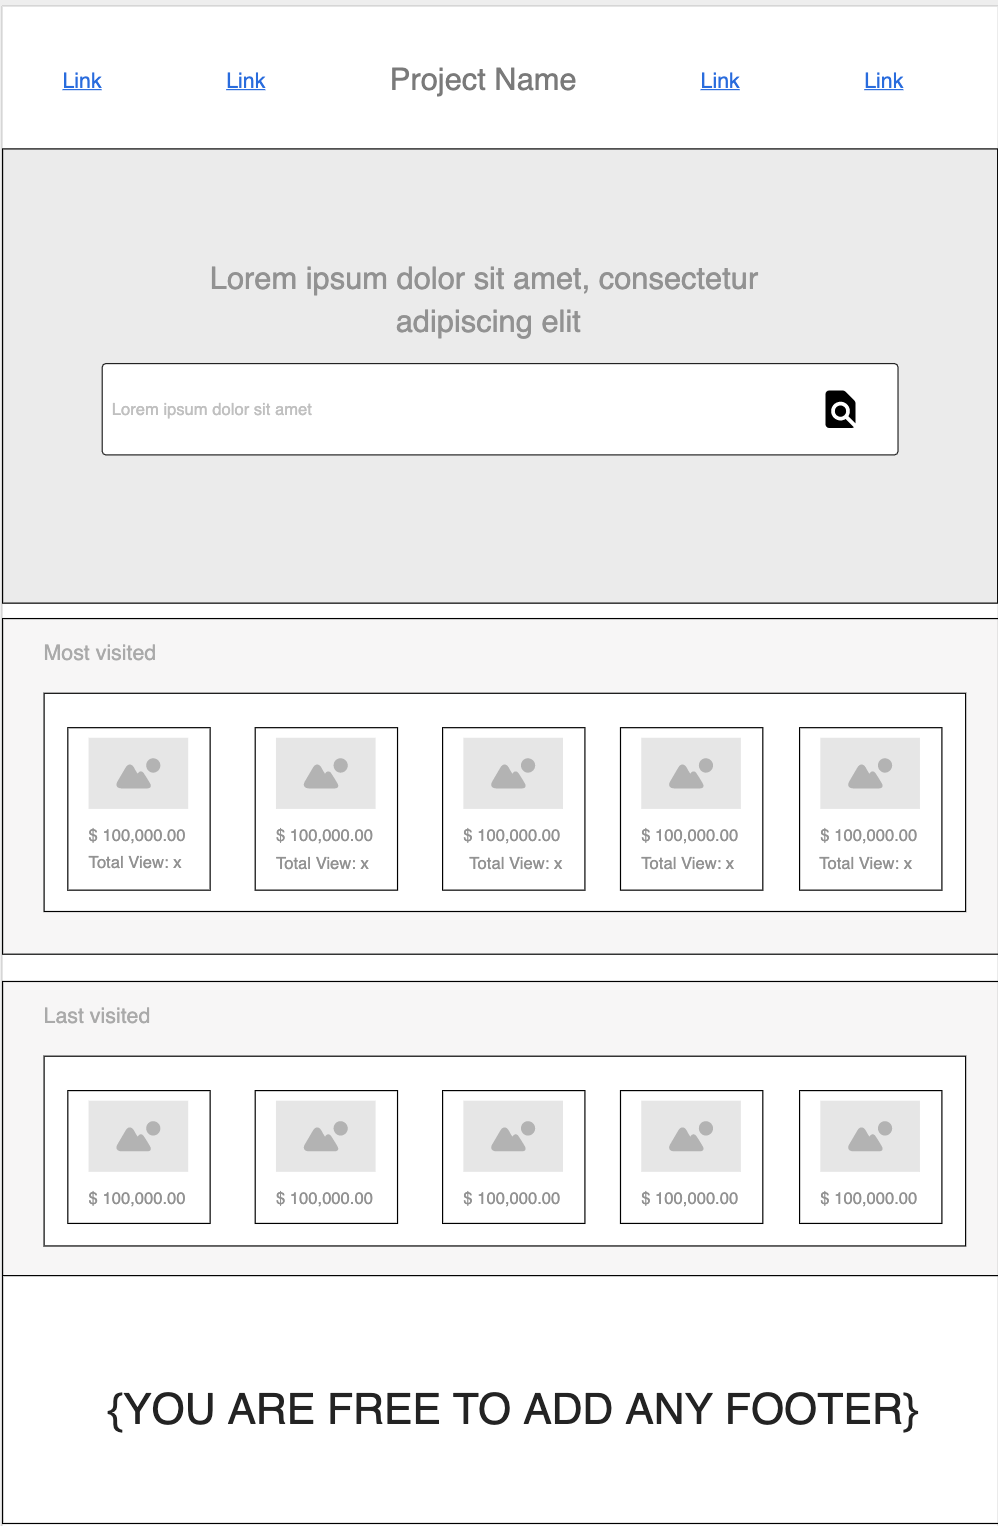 Link
Link
Project Name
Link
Link
Lorem ipsum dolor sit amet, consectetur
adipiscing elit
Lorem ipsum dolor sit amet
Most visited
$ 100,000.00
Total View: x
$ 100,000.00
Total View: x
$ 100,000.00
Total View: x
$ 100,000.00
Total View: x
$ 100,000.00
Total View: x
Last visited
$ 100,000.00
$ 100,000.00
$ 100,000.00
$ 100,000.00
$ 100,000.00
{YOU ARE FREE TO ADD ANY FOOTER}